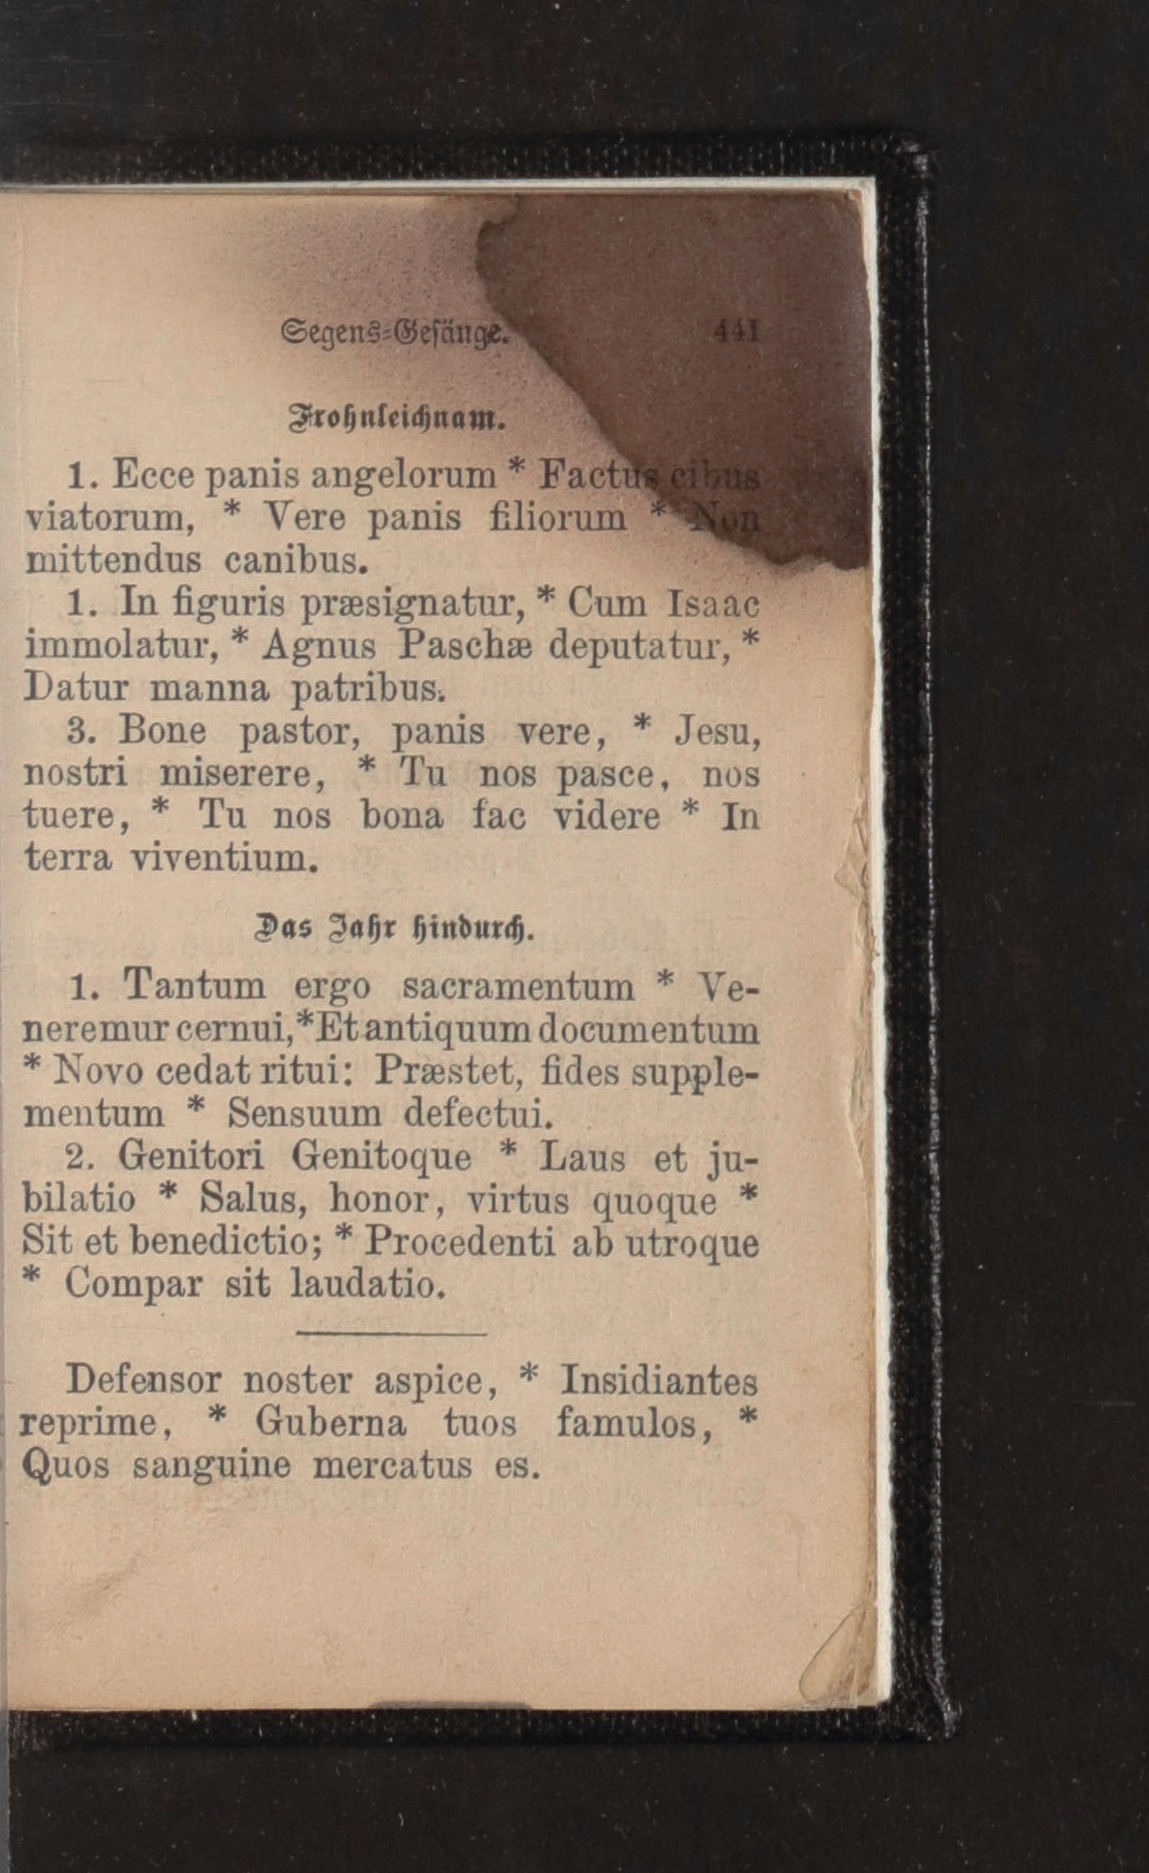 Segens-Gesänge. 441
Frohnleichnam.
1. Ecce panis angelorum * Factus cibus
viatorum, * Vere panis filiorum * Non
mittendus canibus.
1. In figuris præsignatur, * Cum Isaac
immolatur, * Agnus Paschæ deputatur, *
Datur manna patribus.
3. Bone pastor, panis vere, * Jesu,
nostri miserere, * Tu nos pasce, nos
tuere, * Tu nos bona fac videre * In
terra viventium.
Das Jahr hindurch.
1. Tantum ergo sacramentum * Ve-
neremur cernui,*Et antiquum documentum
* Novo cedat ritui: Præstet, fides supple-
mentum * Sensuum defectui.
2. Genitori Genitoque * Laus et ju-
bilatio * Salus, honor, virtus quoque *
Sit et benedictio; * Procedenti ab utroque
* Compar sit laudatio.
Defensor noster aspice, * Insidiantes
reprime, * Guberna tuos famulos, *
Quos sanguine mercatus es.